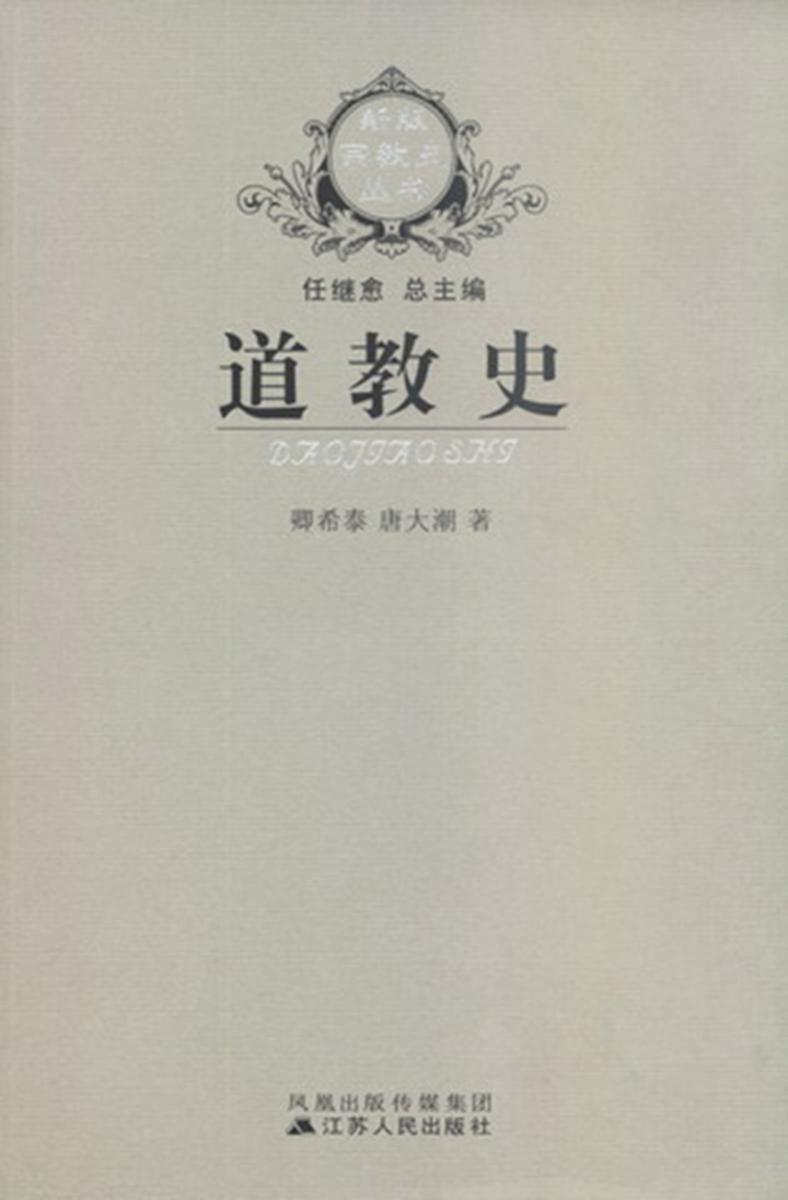 新版
宗教史
丛书
任继愈 总主编
道教史
DAOJIAOSHI
卿希泰 唐大潮 著
凤凰出版传媒集团
江苏人民出版社